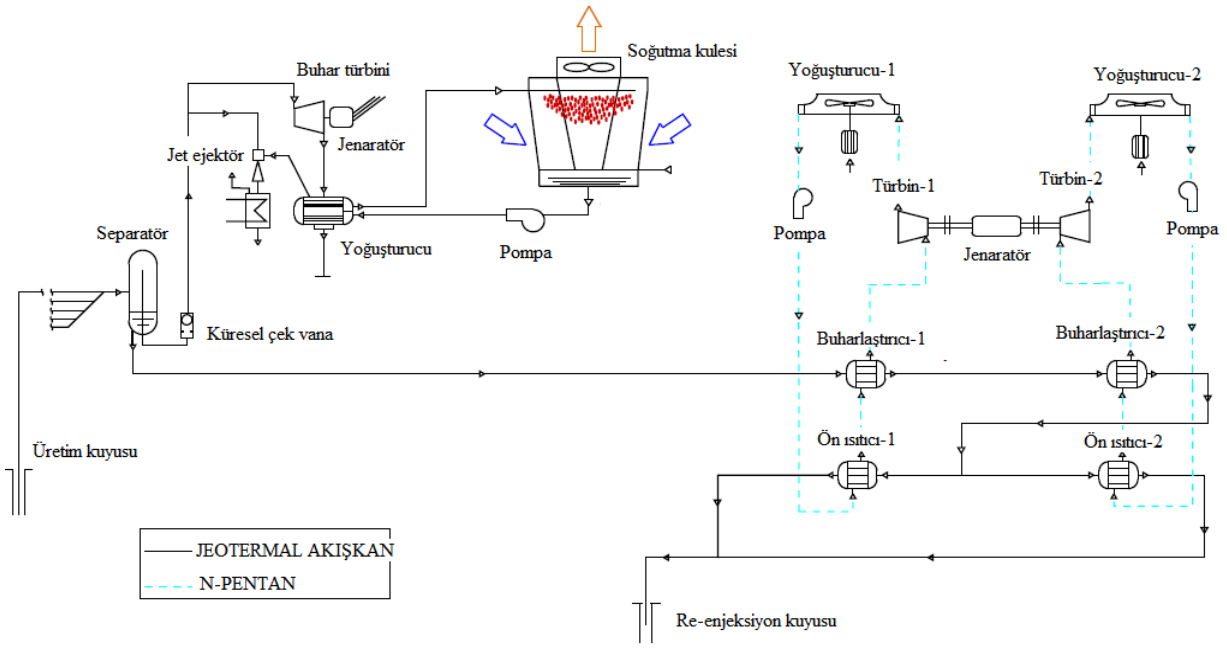 Soğutma kulesi
Buhar türbini
Yoğuşturucu-1
Yoğuşturucu-2
Jet ejektör
Jenaratör
Türbin-1
Türbin-2
Separatör
Yoğuşturucu
Pompa
Pompa
Jenaratör
Pompa
Küresel çek vana
Buharlaştırıcı-1
Buharlaştırıcı-2
Üretim kuyusu
Ön ısıtıcı-1
Ön ısıtıcı-2
JEOTERMAL AKIŞKAN
N-PENTAN
Re-enjeksiyon kuyusu